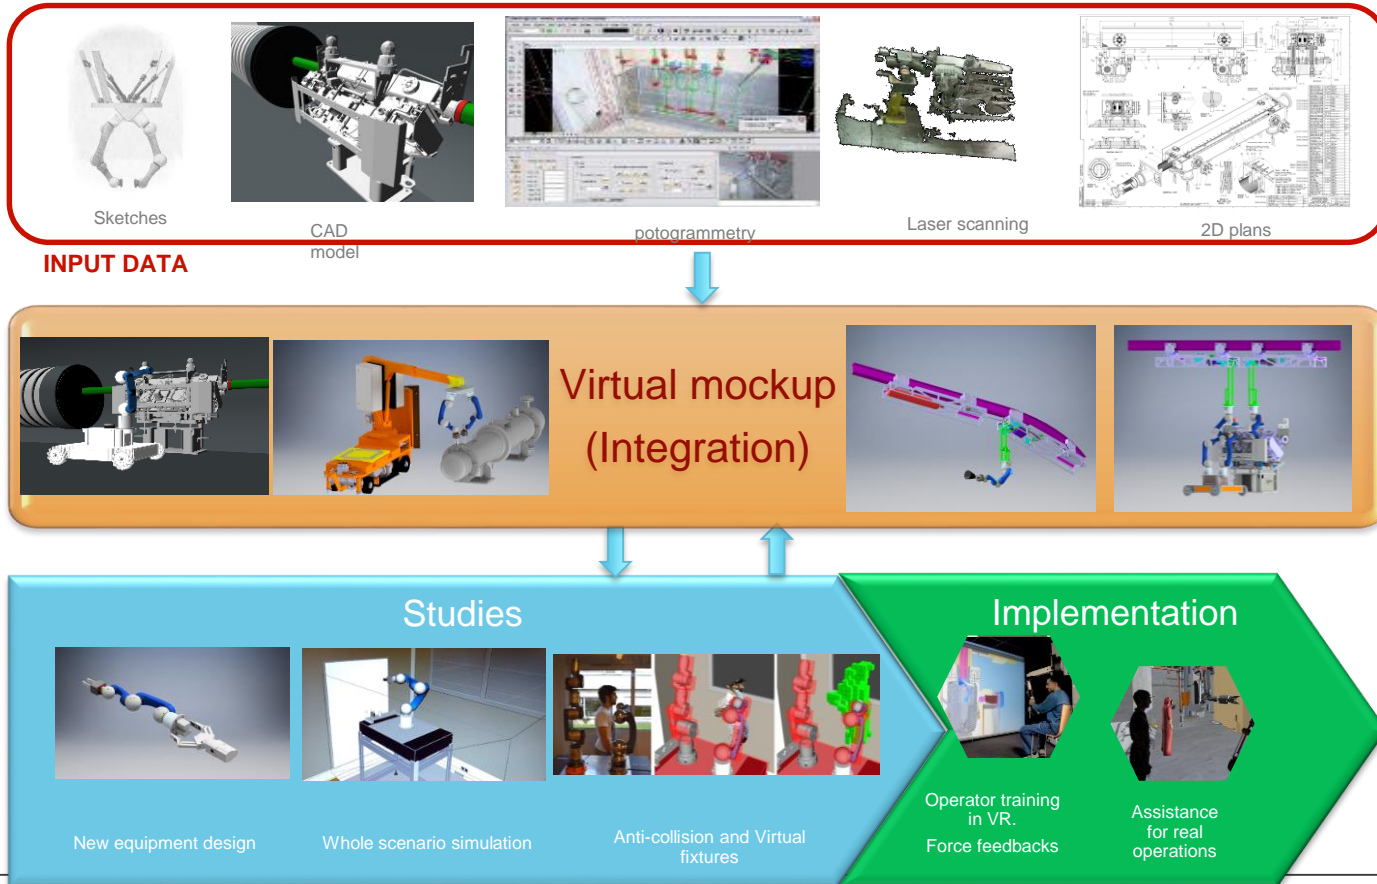 Sketches
CAD
model
potogrammetry
Laser scanning
2D plans
INPUT DATA
Virtual mockup
(Integration)
Studies
Implementation
New equipment design
Whole scenario simulation
Anti-collision and Virtual
fixtures
Operator training
in VR.
Force feedbacks
Assistance
for real
operations